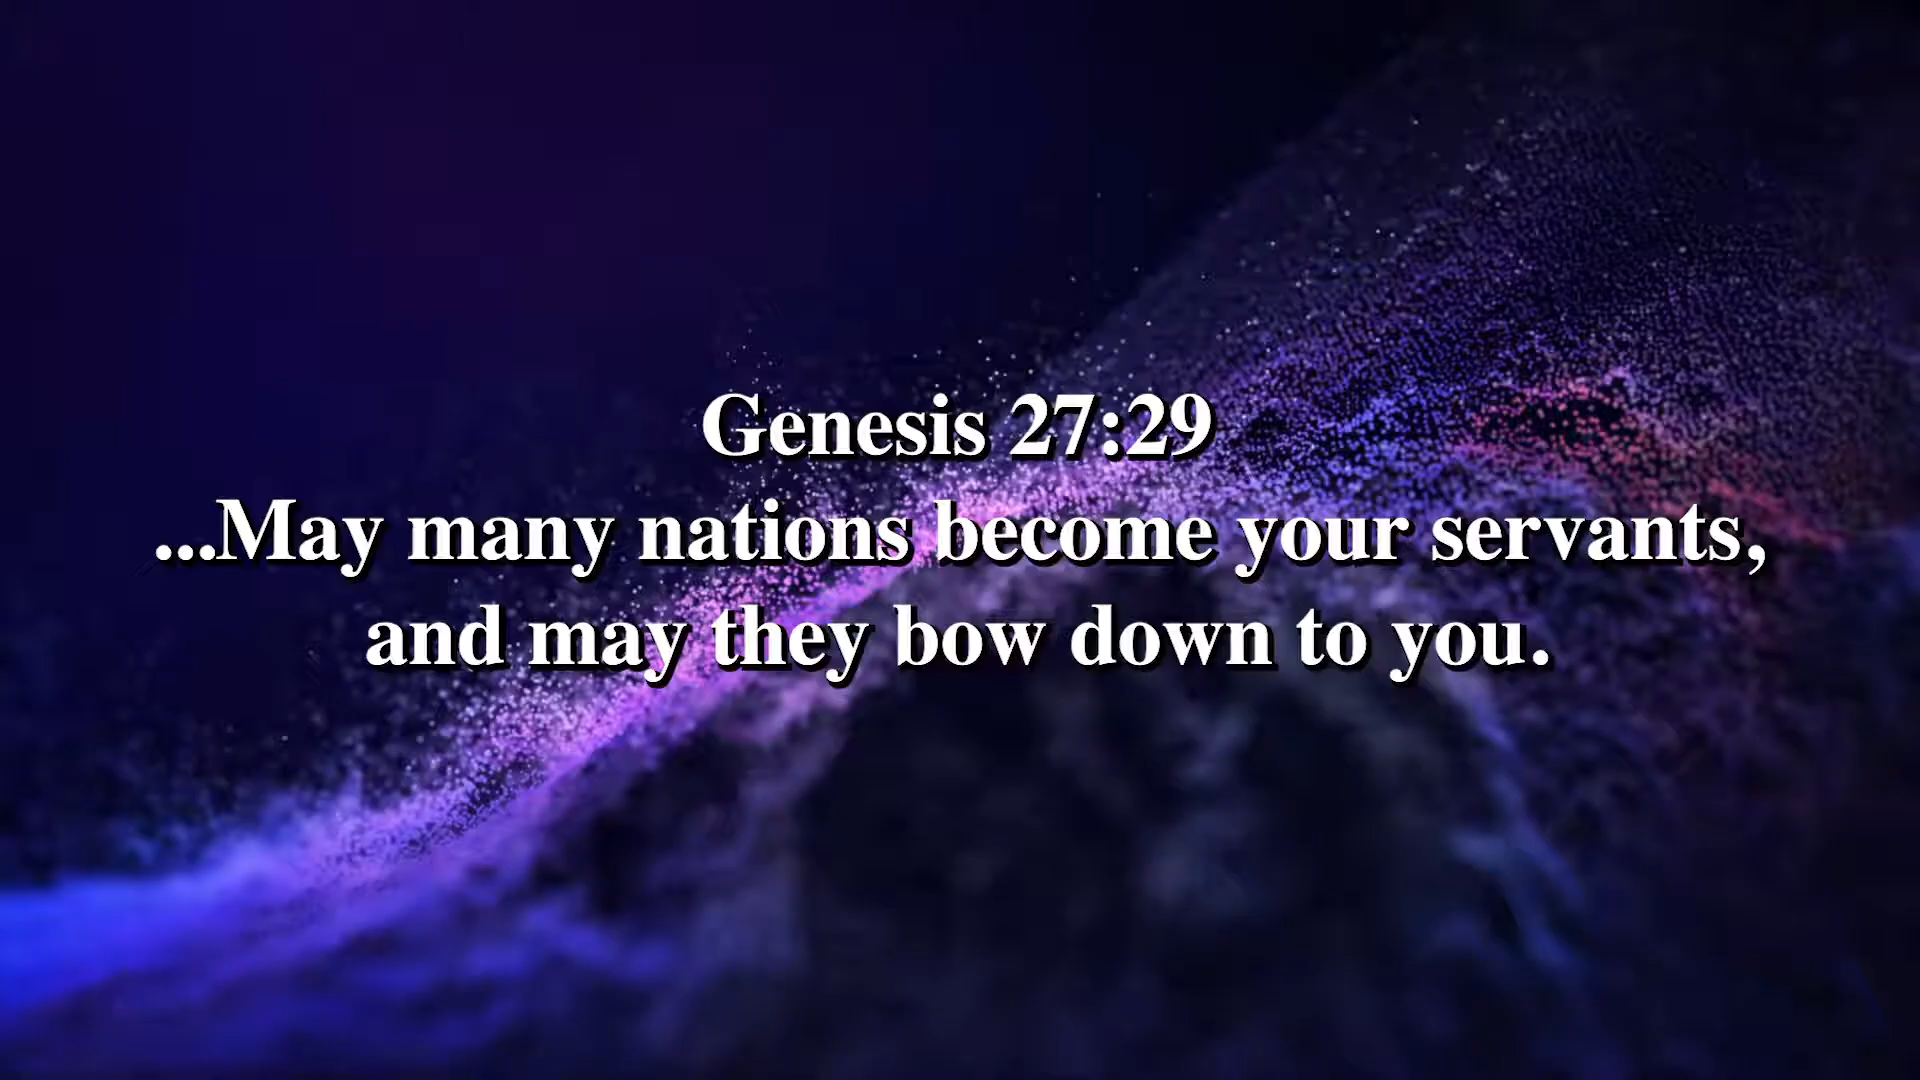 Genesis 27:29
...May many nations become your servants,
and may they bow down to you.